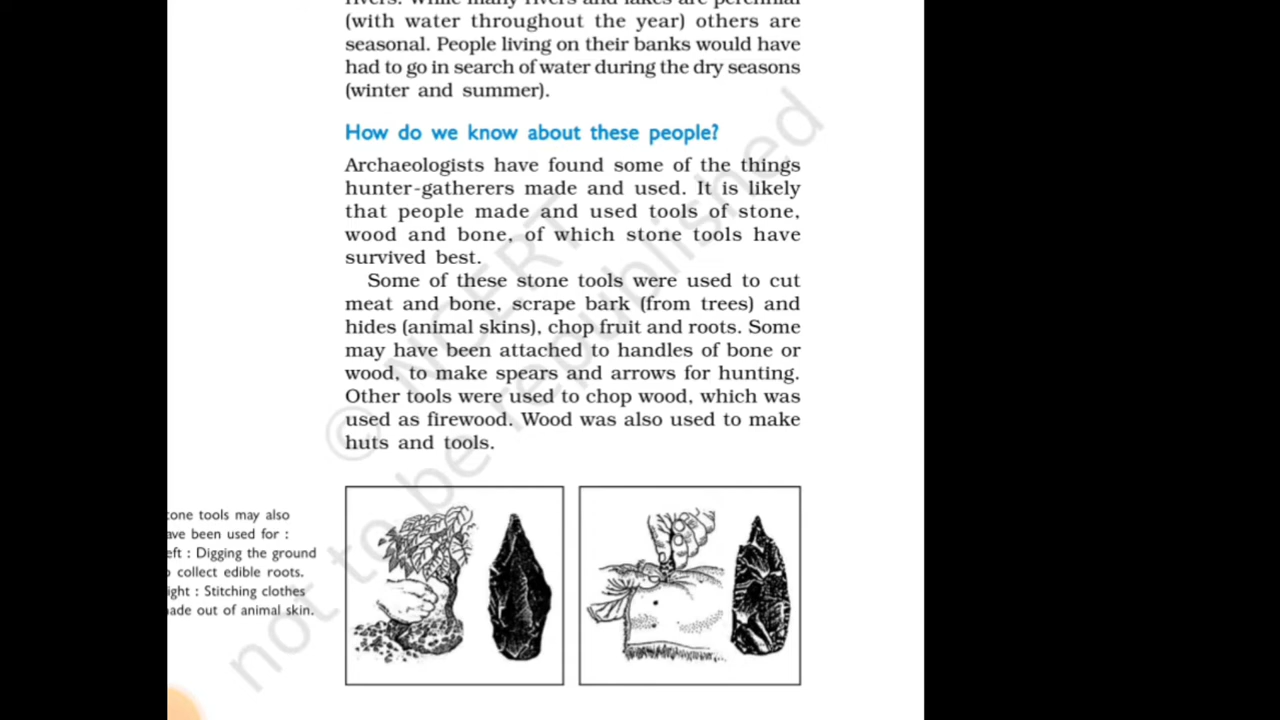 (with water throughout the year) others are
seasonal. People living on their banks would have
had to go in search of water during the dry seasons
(winter and summer).
How do we know about these people?
Archaeologists have found some of the things
hunter-gatherers made and used. It is likely
that people made and used tools of stone,
wood and bone, of which stone tools have
survived best.
Some of these stone tools were used to cut
meat and bone, scrape bark (from trees) and
hides (animal skins), chop fruit and roots. Some
may have been attached to handles of bone or
wood, to make spears and arrows for hunting.
Other tools were used to chop wood, which was
used as firewood. Wood was also used to make
huts and tools.
tone tools may also
ave been used for :
eft : Digging the ground
collect edible roots.
ight : Stitching clothes
ade out of animal skin.
© NCERT
not to be republished